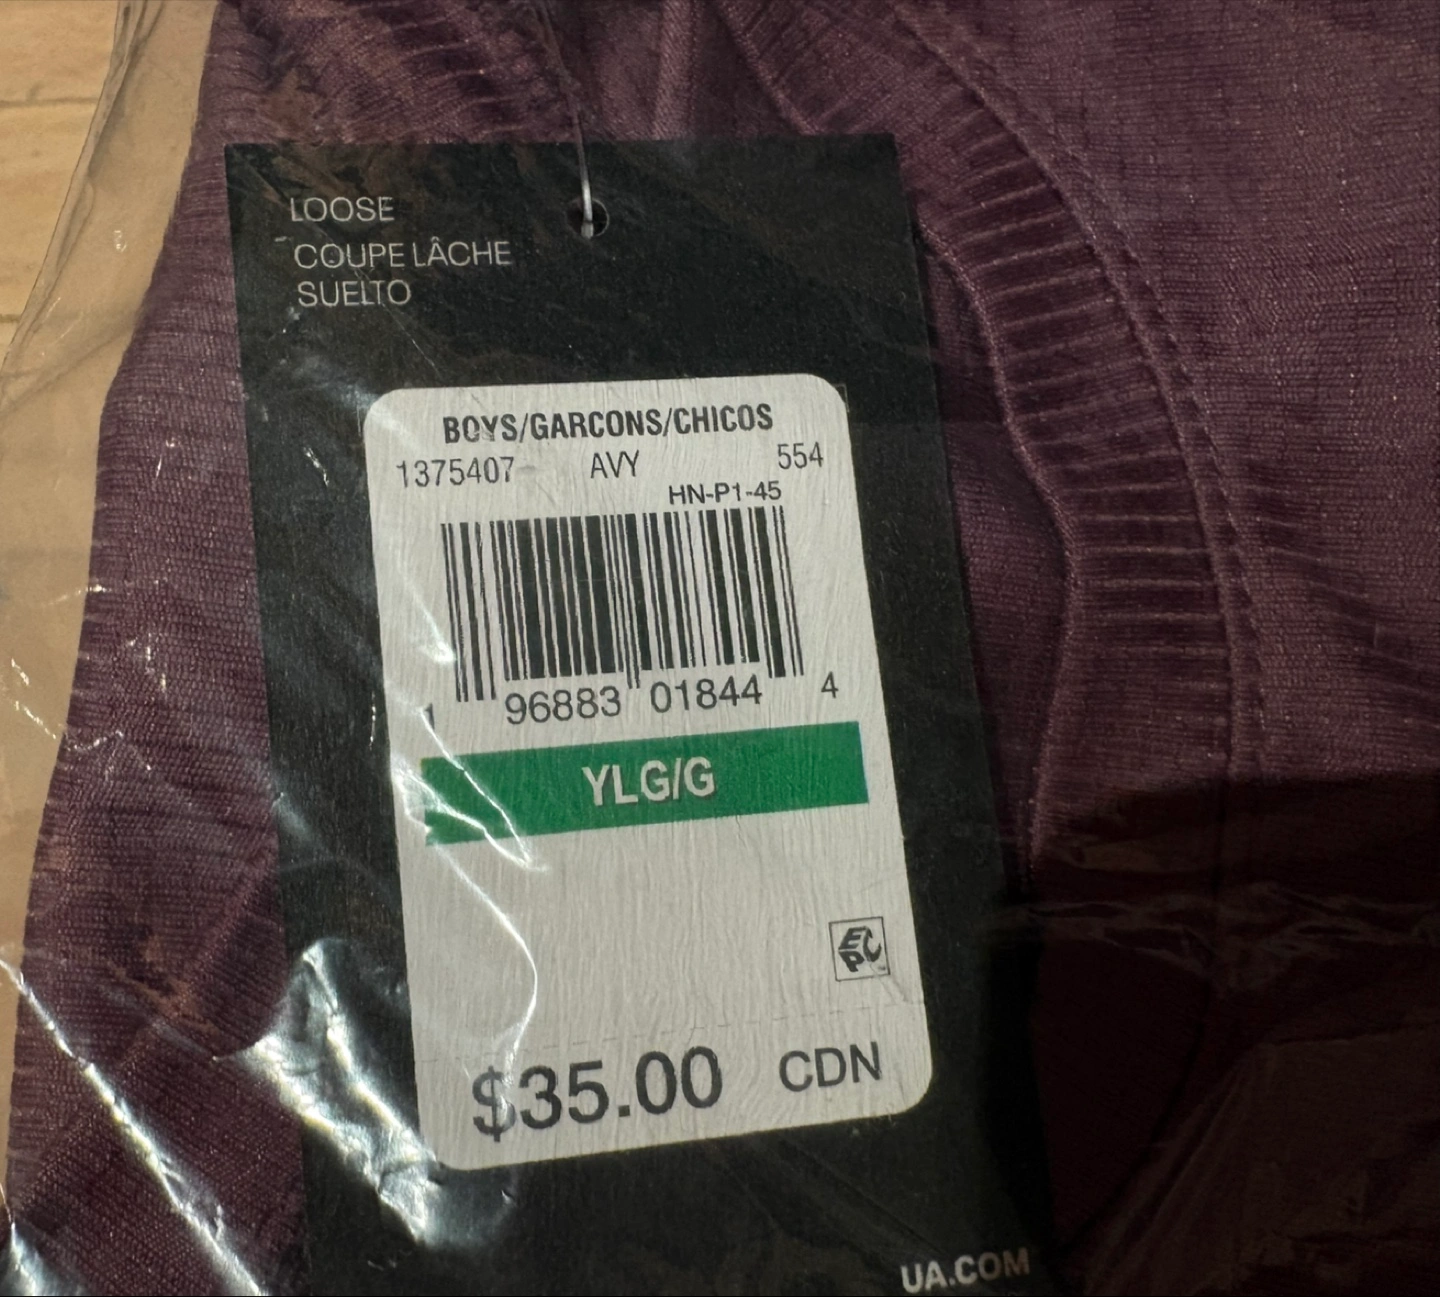 LOOSE
COUPE LÂCHE
SUELTO
BOYS/GARCONS/CHICOS
1375407 AVY 554
HN-P1-45
1 96883 01844 4
YLG/G
EPC
$35.00 CDN
UA.COM